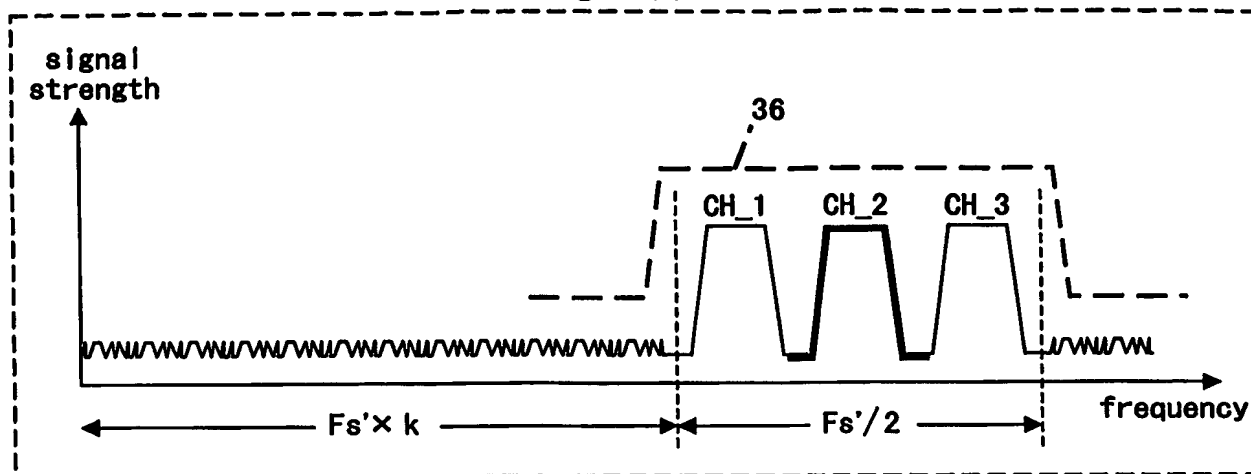 signal
strength
36
CH_1 CH_2 CH_3
frequency
Fs'× k
Fs'/2